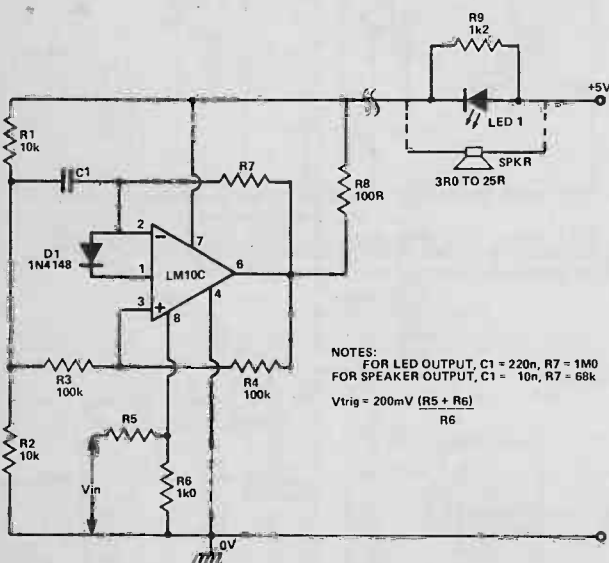 R9
1k2
+5V
LED 1
SPKR
3R0 TO 25R
R1
10k
C1
R7
R8
100R
2
−
7
D1
1N4148
1
LM10C
6
3
+
8
4
R3
100k
R4
100k
NOTES:
FOR LED OUTPUT, C1 = 220n, R7 = 1M0
FOR SPEAKER OUTPUT, C1 = 10n, R7 = 68k
Vtrig = 200mV (R5 + R6)
R6
R5
R2
10k
Vin
R6
1k0
0V